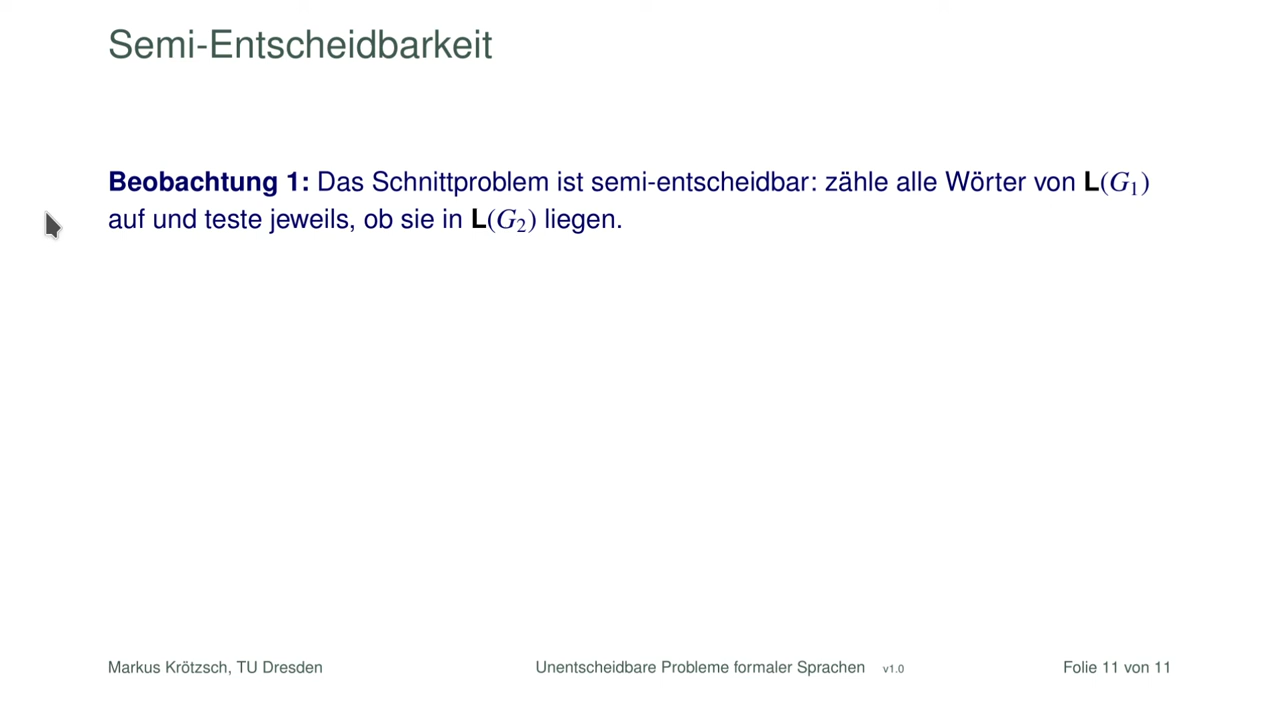 Semi-Entscheidbarkeit
Beobachtung 1: Das Schnittproblem ist semi-entscheidbar: zähle alle Wörter von L(G₁)
auf und teste jeweils, ob sie in L(G₂) liegen.
Markus Krötzsch, TU Dresden Unentscheidbare Probleme formaler Sprachen v1.0 Folie 11 von 11